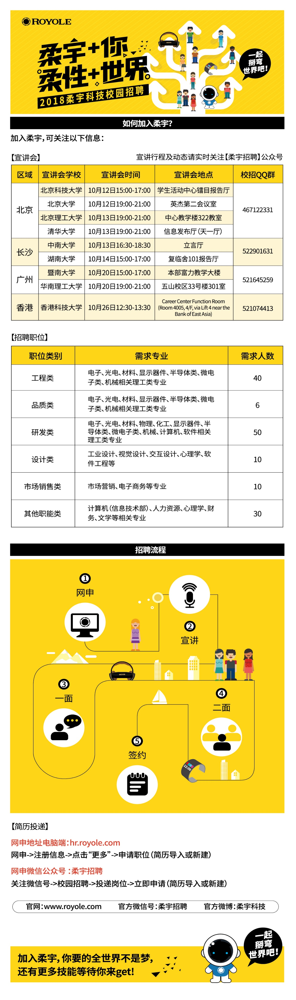 ROYOLE
柔宇+你
柔性+世界
2018柔宇科技校园招聘
MOON
12:00
一起
掰弯
世界吧!
如何加入柔宇?
加入柔宇,可关注以下信息:
【宣讲会】 宣讲行程及动态请实时关注【柔宇招聘】公众号
区域 宣讲会学校 宣讲会时间 宣讲会地点 校招QQ群
北京 467122331
北京科技大学 10月12日15:00-17:00 学生活动中心镭目报告厅
北京大学 10月12日19:00-21:00 英杰第二会议室
北京理工大学 10月13日19:00-21:00 中心教学楼322教室
清华大学 10月13日19:00-21:00 信息发布厅(天一厅)
长沙 522901631
中南大学 10月13日16:30-18:30 立言厅
湖南大学 10月14日15:00-17:00 复临舍101报告厅
广州 521645259
暨南大学 10月20日15:00-17:00 本部富力教学大楼
华南理工大学 10月20日19:00-21:00 五山校区33号楼301室
香港 香港科技大学 10月26日12:30-13:30 521074413
Career Center Function Room
(Room 4005, 4/F, via Lift 4 near the
Bank of East Asia)
【招聘职位】
职位类别 需求专业 需求人数
工程类 40
电子、光电、材料、显示器件、半导体类、微电
子类、机械相关理工类专业
品质类 6
电子、光电、材料、显示器件、半导体类、微电
子类、机械相关理工类专业
研发类 50
电子、光电、材料、物理、化工、显示器件、半
导体类、微电子类、机械、计算机、软件相关
理工类专业
设计类 10
工业设计、视觉设计、交互设计、心理学、软
件工程等
市场销售类 市场营销、电子商务等专业 10
其他职能类 30
计算机(信息技术部)、人力资源、心理学、财
务、文学等相关专业
招聘流程
1
网申
2
宣讲
MOON
3
一面
4
二面
5
签约
12:00
【简历投递】
网申地址电脑端:hr.royole.com
网申->注册信息->点击“更多”->申请职位(简历导入或新建)
网申微信公众号:柔宇招聘
关注微信号->校园招聘->投递岗位->立即申请(简历导入或新建)
官网:www.royole.com 官方微信号:柔宇招聘 官方微博:柔宇科技
一起
掰弯
世界吧!
加入柔宇,你要的全世界不是梦,
还有更多技能等待你来get!